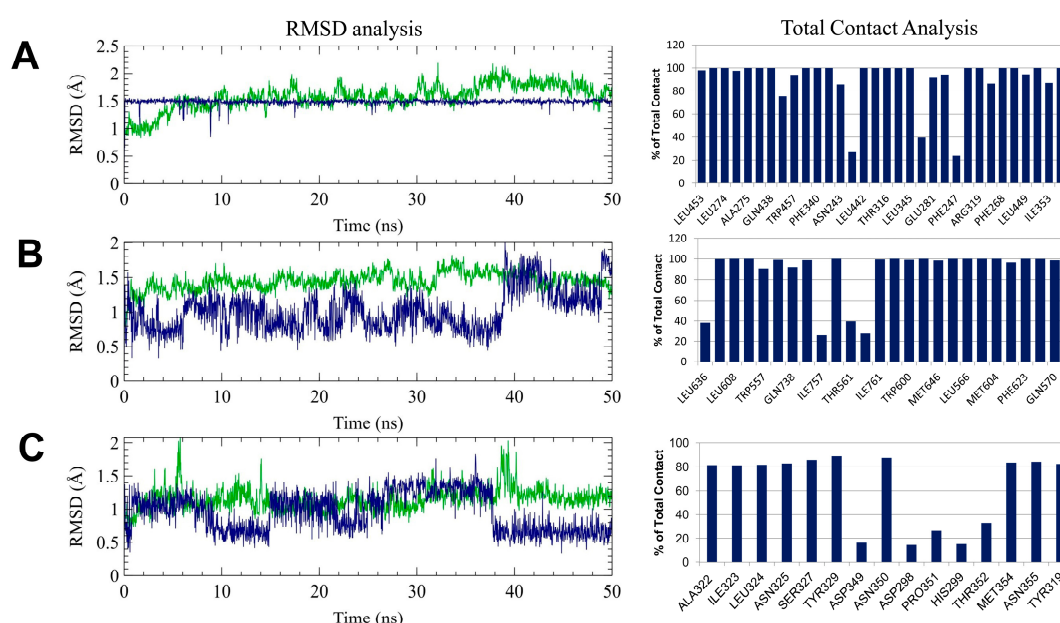 RMSD analysis
Total Contact Analysis
A
RMSD (Å)
2.5
2
1.5
1
0.5
0
0 10 20 30 40 50
Time (ns)
% of Total Contact
120
100
80
60
40
20
0
LEU453 LEU274 ALA275 GLN438 TRP457 PHE340 ASN243 LEU442 THR316 LEU345 GLU281 PHE247 ARG319 PHE268 LEU449 ILE353
B
RMSD (Å)
2
1.5
1
0.5
0
0 10 20 30 40 50
Time (ns)
% of Total Contact
120
100
80
60
40
20
0
LEU636 LEU608 TRP557 GLN738 ILE757 THR561 ILE761 TRP600 MET646 LEU566 MET604 PHE623 GLN570
C
RMSD (Å)
2
1.5
1
0.5
0
0 10 20 30 40 50
Time (ns)
% of Total Contact
100
80
60
40
20
0
ALA322 ILE323 LEU324 ASN325 SER327 TYR329 ASP349 ASN350 ASP298 PRO351 HIS299 THR352 MET354 ASN355 TYR318